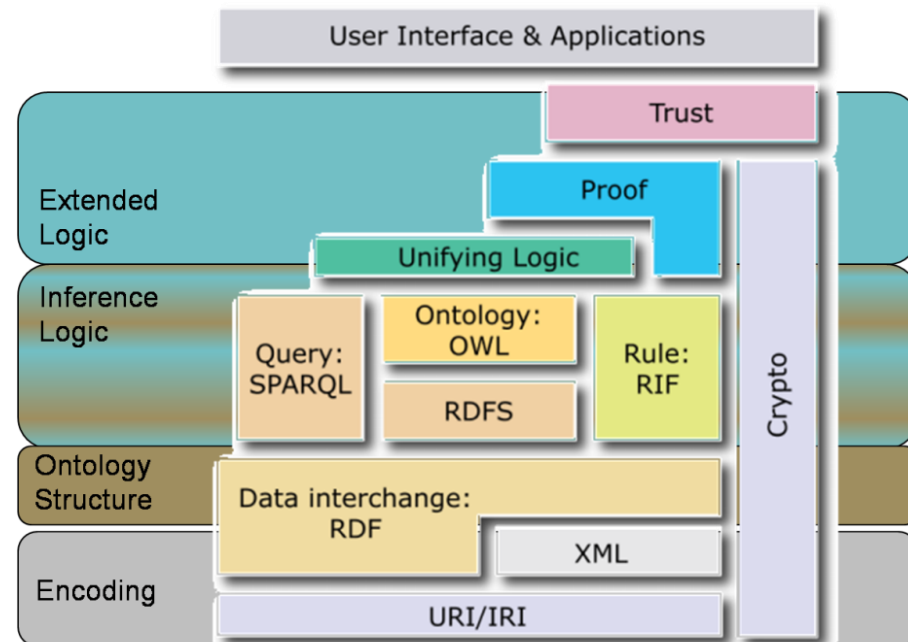 User Interface & Applications
Trust
Extended
Logic
Proof
Unifying Logic
Inference
Logic
Query:
SPARQL
Ontology:
OWL
RDFS
Rule:
RIF
Crypto
Ontology
Structure
Data interchange:
RDF
XML
Encoding
URI/IRI